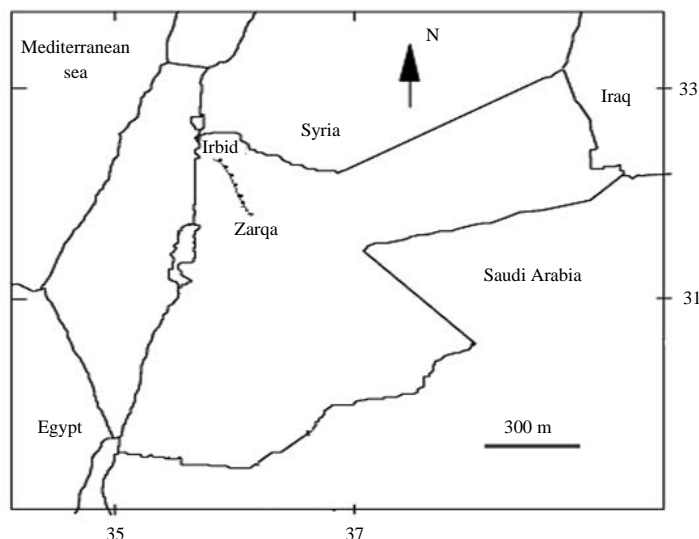 Mediterranean
sea
N
33
Iraq
Syria
Irbid
Zarqa
Saudi Arabia
31
Egypt
300 m
35
37